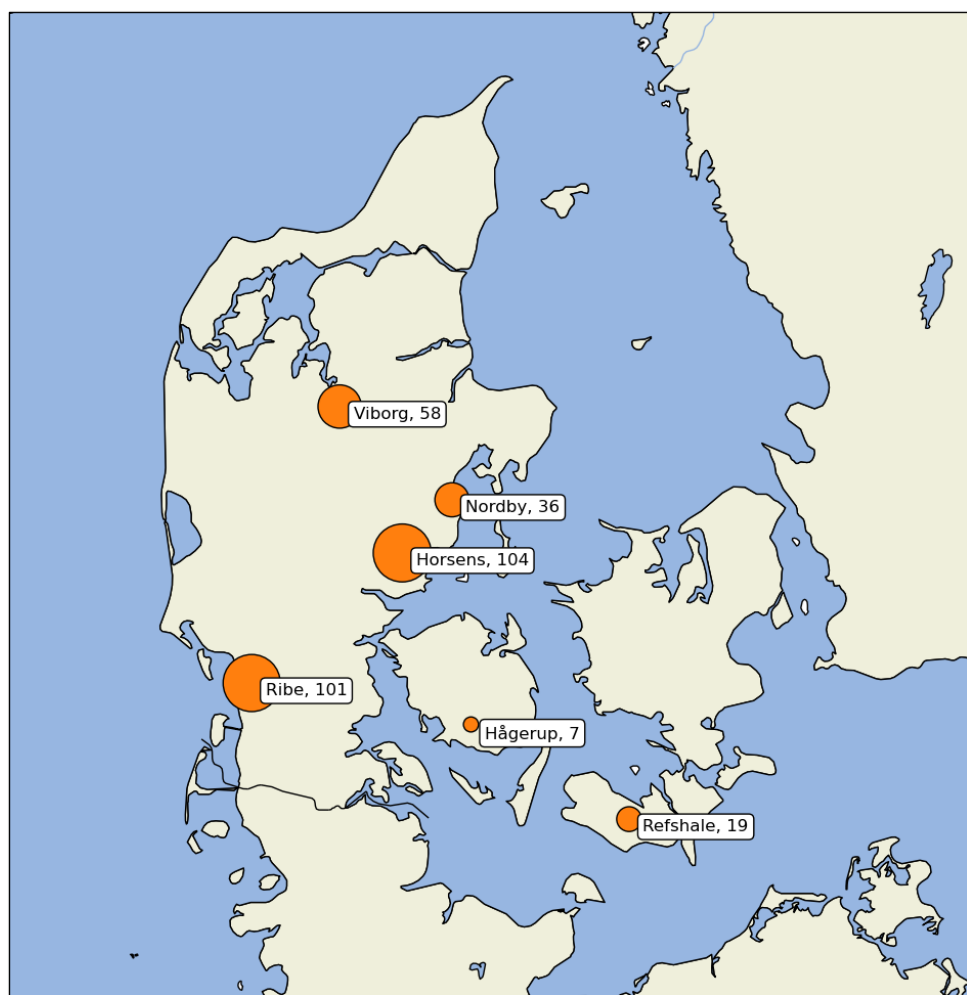 Viborg, 58
Nordby, 36
Horsens, 104
Ribe, 101
Hågerup, 7
Refshale, 19